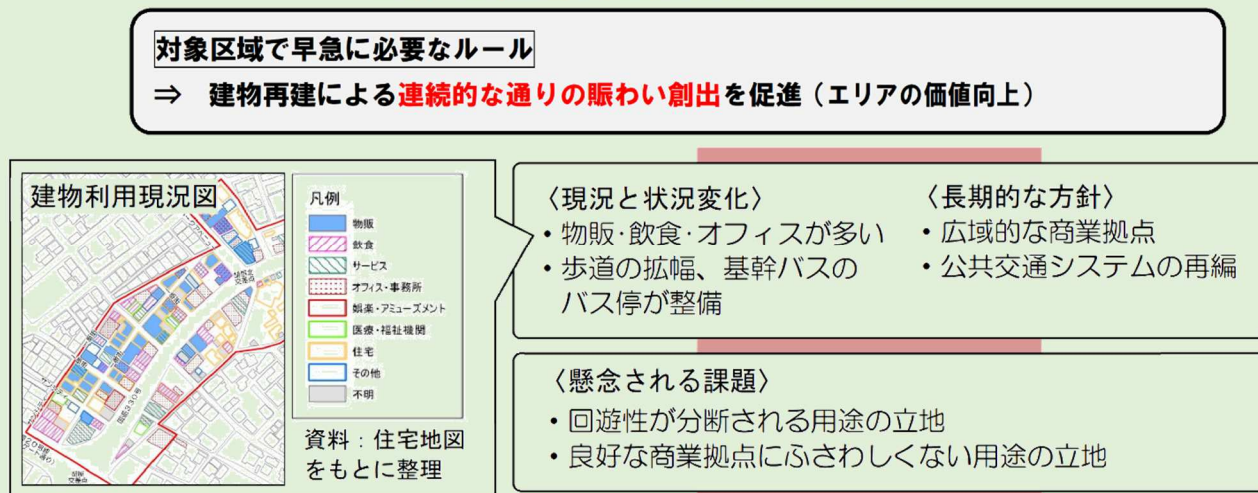 対象区域で早急に必要なルール
⇒ 建物再建による連続的な通りの賑わい創出を促進（エリアの価値向上）
建物利用現況図
凡例
物販
飲食
サービス
オフィス・事務所
娯楽・アミューズメント
医療・福祉機関
住宅
その他
不明
国道330号
資料：住宅地図
をもとに整理
〈現況と状況変化〉
・物販・飲食・オフィスが多い
・歩道の拡幅、基幹バスの
バス停が整備
〈長期的な方針〉
・広域的な商業拠点
・公共交通システムの再編
〈懸念される課題〉
・回遊性が分断される用途の立地
・良好な商業拠点にふさわしくない用途の立地